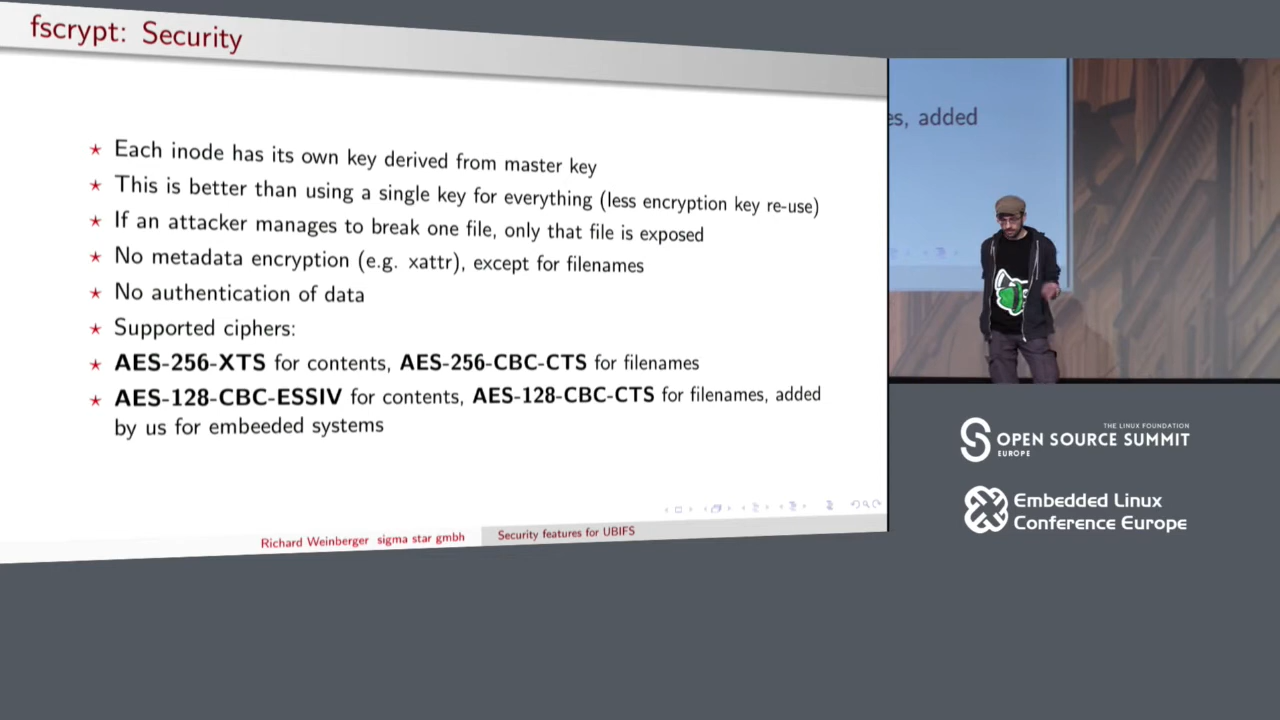 fscrypt: Security
★ Each inode has its own key derived from master key
★ This is better than using a single key for everything (less encryption key re-use)
★ If an attacker manages to break one file, only that file is exposed
★ No metadata encryption (e.g. xattr), except for filenames
★ No authentication of data
★ Supported ciphers:
★ AES-256-XTS for contents, AES-256-CBC-CTS for filenames
★ AES-128-CBC-ESSIV for contents, AES-128-CBC-CTS for filenames, added
by us for embeeded systems
Richard Weinberger sigma star gmbh
Security features for UBIFS
es, added
THE LINUX FOUNDATION
OPEN SOURCE SUMMIT
EUROPE
Embedded Linux
Conference Europe